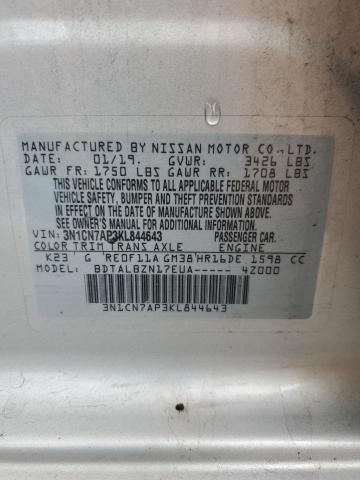 MANUFACTURED BY NISSAN MOTOR CO., LTD.
DATE: 01/19. GVWR: 3426 LBS
GAWR FR: 1750 LBS GAWR RR: 1708 LBS
THIS VEHICLE CONFORMS TO ALL APPLICABLE FEDERAL MOTOR
VEHICLE SAFETY, BUMPER AND THEFT PREVENTION STANDARDS
IN EFFECT ON THE DATE OF MANUFACTURE SHOWN ABOVE.
SEE OWNER'S MANUAL FOR ADDITIONAL INFORMATION
V.I.N.: 3N1CN7AP3KL844643 PASSENGER CAR.
COLOR TRIM TRANS AXLE ENGINE
K23 G RE0F11A GM38 HR16DE 1598 CC
MODEL: BDTALBZN17EUA----- 4Z000
3N1CN7AP3KL844643